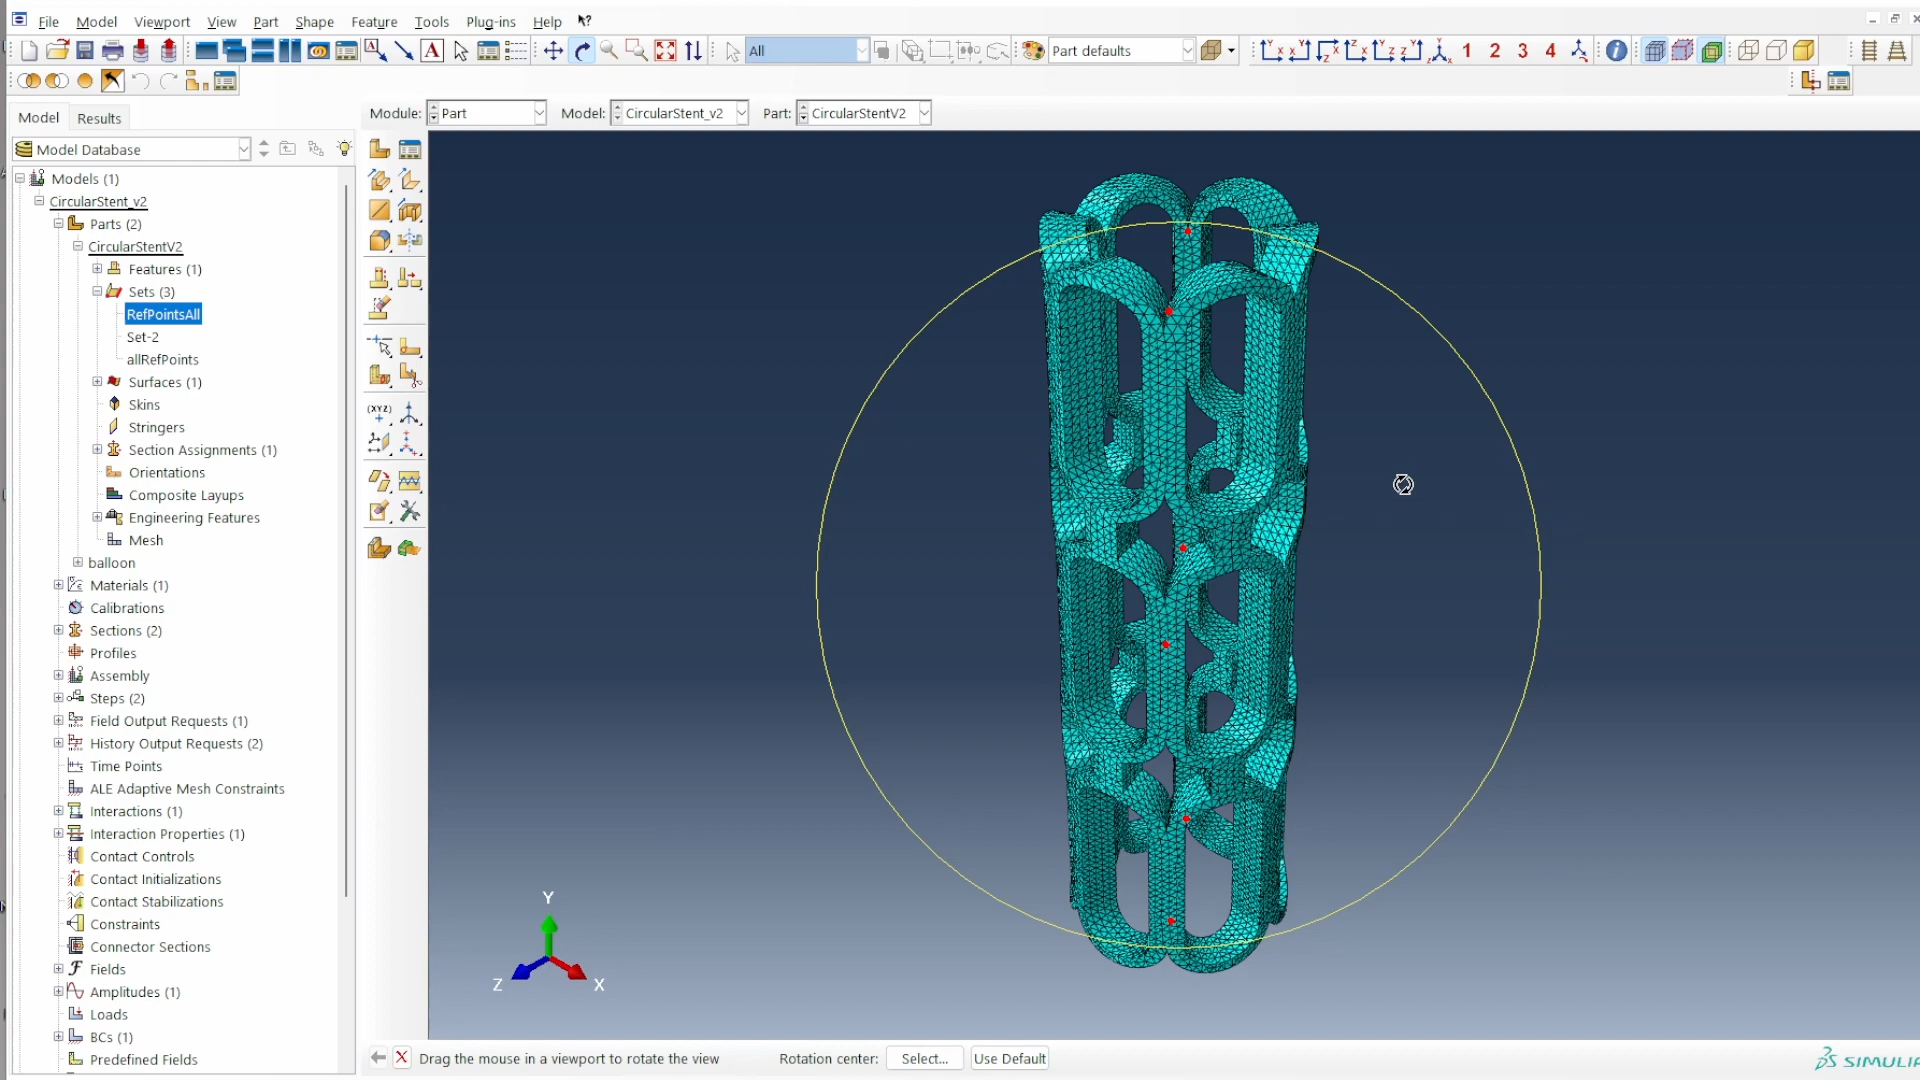 File Model Viewport View Part Shape Feature Tools Plug-ins Help ?
A All Part defaults 1 2 3 4 i
Model Results
Module: Part Model: CircularStent_v2 Part: CircularStentV2
Model Database
Models (1)
CircularStent_v2
Parts (2)
CircularStentV2
Features (1)
Sets (3)
RefPointsAll
Set-2
allRefPoints
Surfaces (1)
Skins
Stringers
Section Assignments (1)
Orientations
Composite Layups
Engineering Features
Mesh
balloon
Materials (1)
Calibrations
Sections (2)
Profiles
Assembly
Steps (2)
Field Output Requests (1)
History Output Requests (2)
Time Points
ALE Adaptive Mesh Constraints
Interactions (1)
Interaction Properties (1)
Contact Controls
Contact Initializations
Contact Stabilizations
Constraints
Connector Sections
Fields
Amplitudes (1)
Loads
BCs (1)
Predefined Fields
(XYZ)
Y
Z X
Drag the mouse in a viewport to rotate the view Rotation center: Select... Use Default
SIMULIA